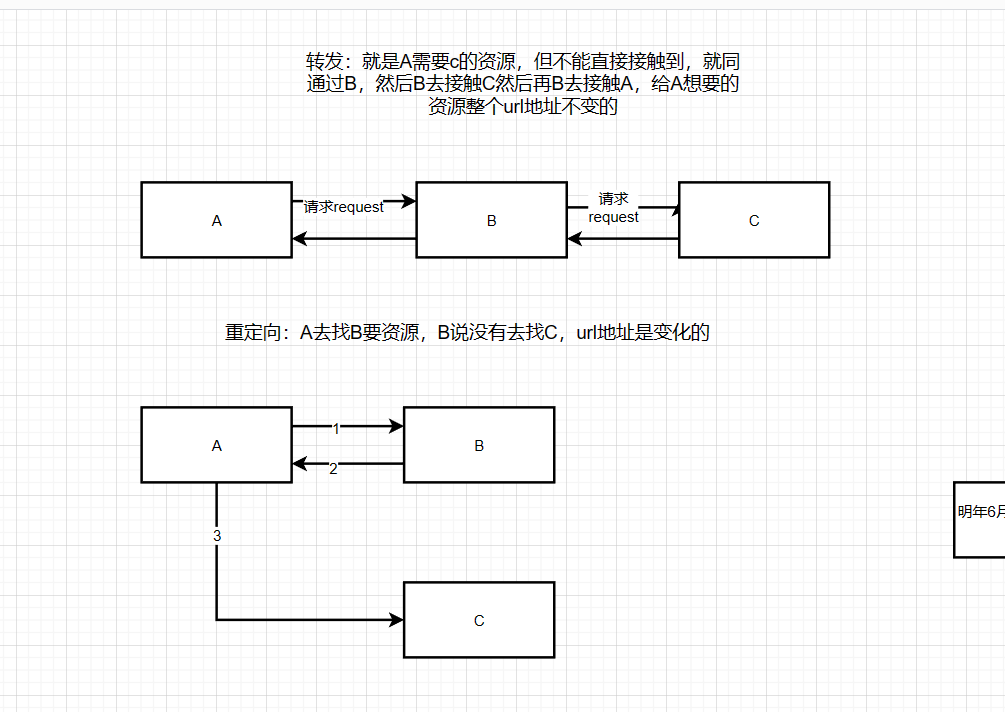 转发：就是A需要c的资源，但不能直接接触到，就同
通过B，然后B去接触C然后再B去接触A，给A想要的
资源整个url地址不变的
A
请求request
B
请求
request
C
重定向：A去找B要资源，B说没有去找C，url地址是变化的
A
1
B
2
明年6月
3
C